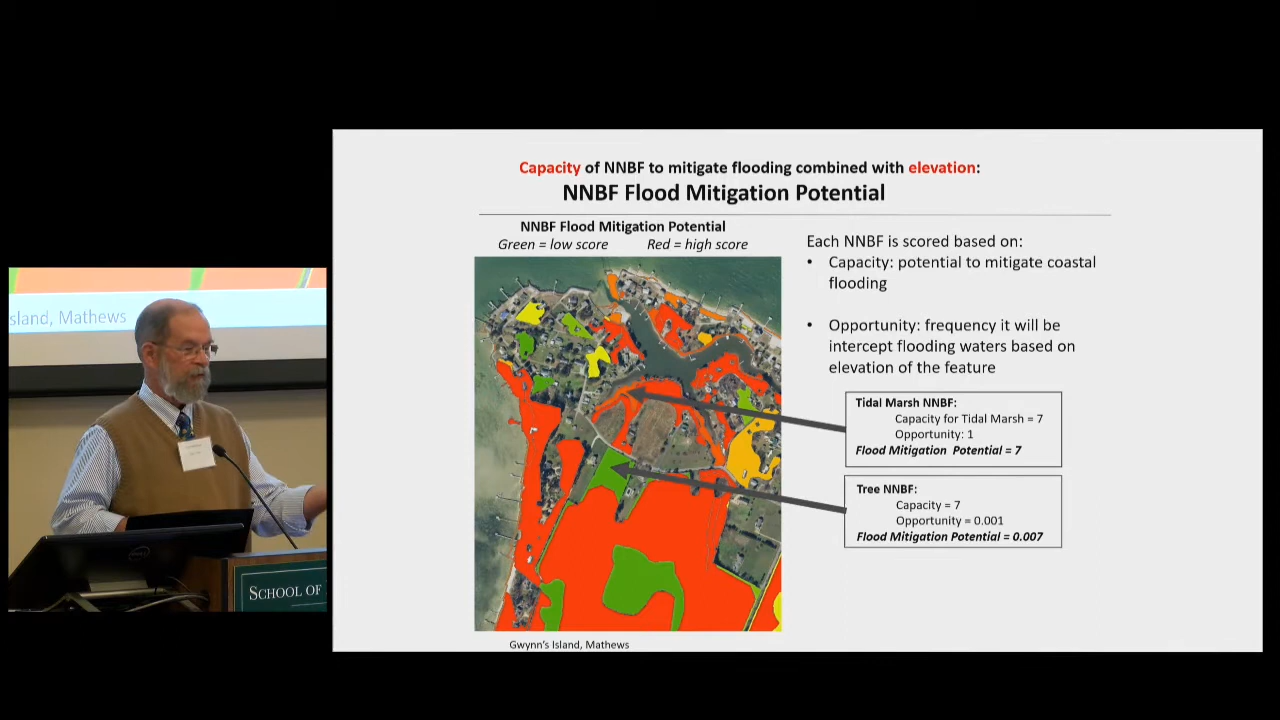 Capacity of NNBF to mitigate flooding combined with elevation:
NNBF Flood Mitigation Potential
NNBF Flood Mitigation Potential
Green = low score Red = high score
Each NNBF is scored based on:
• Capacity: potential to mitigate coastal
flooding
• Opportunity: frequency it will be
intercept flooding waters based on
elevation of the feature
Tidal Marsh NNBF:
Capacity for Tidal Marsh = 7
Opportunity: 1
Flood Mitigation Potential = 7
Tree NNBF:
Capacity = 7
Opportunity = 0.001
Flood Mitigation Potential = 0.007
Gwynn's Island, Mathews
sland, Mathews
DELL
SCHOOL OF